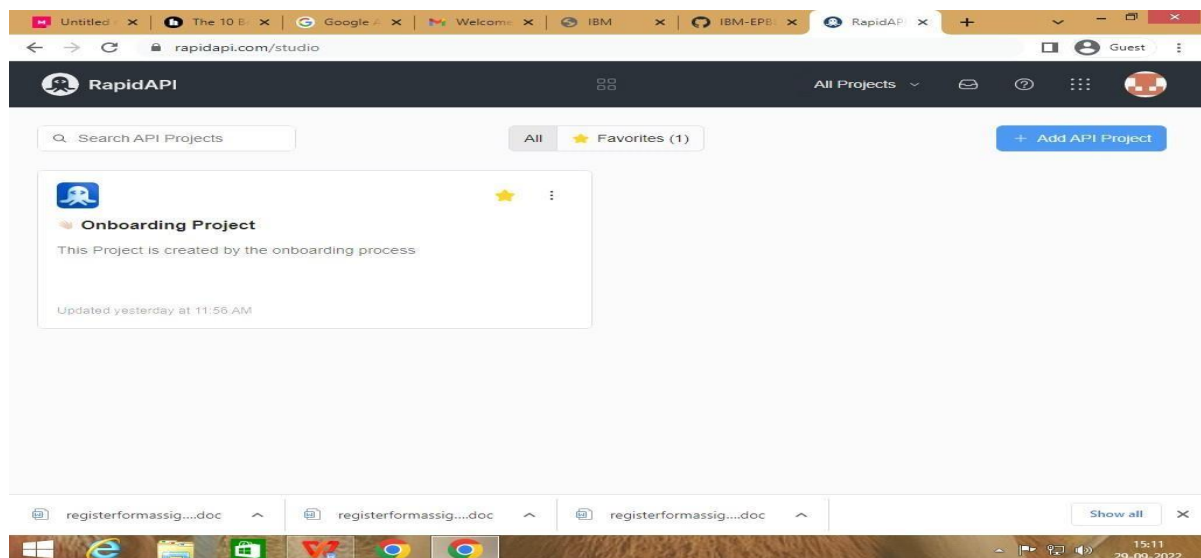 Untitled
The 10 B
Google A
Welcome
IBM
IBM-EPB
RapidAP
rapidapi.com/studio
Guest
RapidAPI
All Projects
Search API Projects
All
Favorites (1)
+ Add API Project
Onboarding Project
This Project is created by the onboarding process
Updated yesterday at 11:56 AM
registerformassig....doc
registerformassig....doc
registerformassig....doc
Show all
15:11
29-09-2022